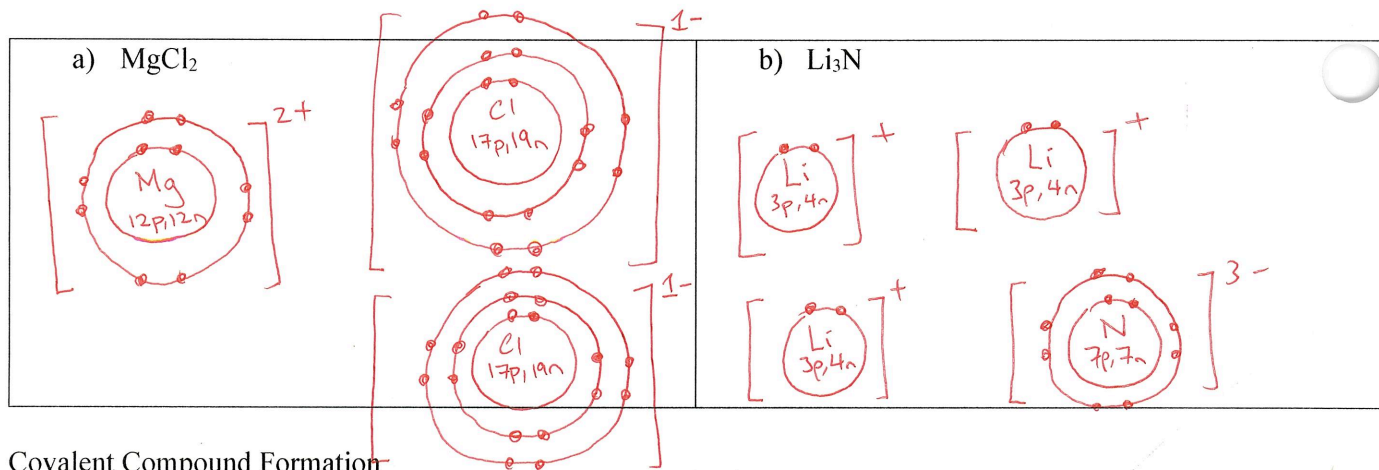 a) MgCl₂
[Mg 12p,12n]2+
[Cl 17p,19n]1-
[Cl 17p,19n]1-
b) Li₃N
[Li 3p,4n]+
[Li 3p,4n]+
[Li 3p,4n]+
[N 7p,7n]3-
Covalent Compound Formation